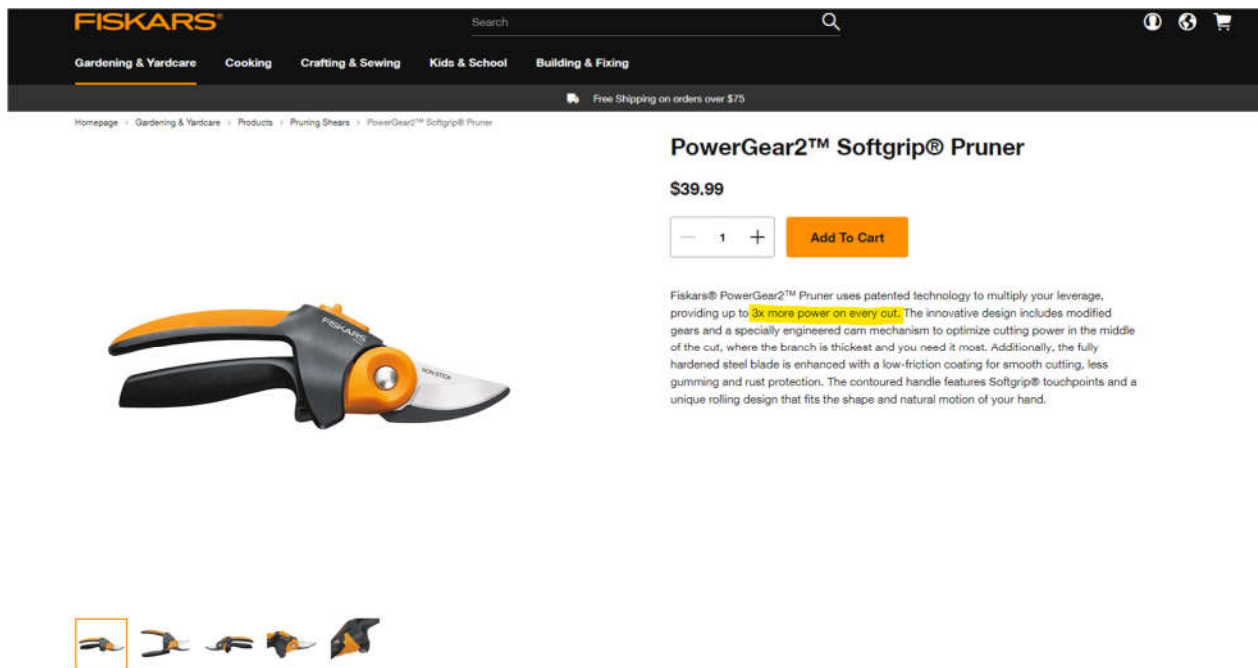 FISKARS®
Search
Gardening & Yardcare Cooking Crafting & Sewing Kids & School Building & Fixing
Free Shipping on orders over $75
Homepage > Gardening & Yardcare > Products > Pruning Shears > PowerGear2™ Softgrip® Pruner
PowerGear2™ Softgrip® Pruner
$39.99
— 1 + Add To Cart
Fiskars® PowerGear2™ Pruner uses patented technology to multiply your leverage,
providing up to 3x more power on every cut. The innovative design includes modified
gears and a specially engineered cam mechanism to optimize cutting power in the middle
of the cut, where the branch is thickest and you need it most. Additionally, the fully
hardened steel blade is enhanced with a low-friction coating for smooth cutting, less
gumming and rust protection. The contoured handle features Softgrip® touchpoints and a
unique rolling design that fits the shape and natural motion of your hand.
FISKARS
NON-STICK